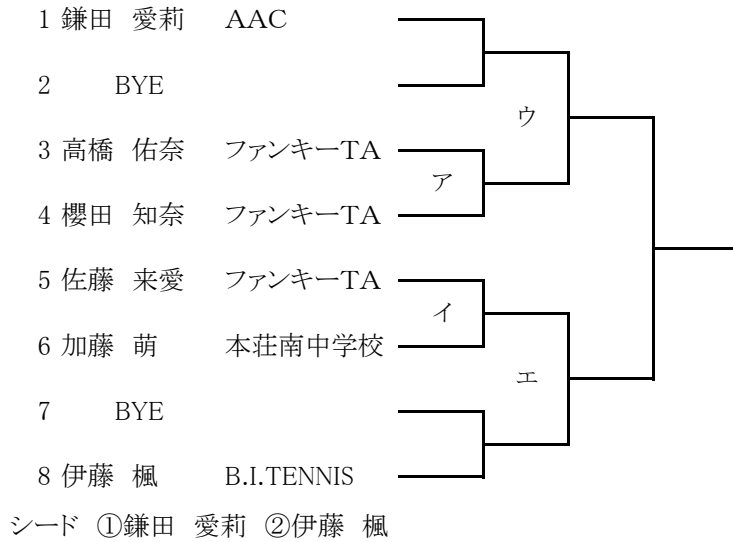 1 鎌田 愛莉 AAC
2 BYE
ウ
3 高橋 佑奈 ファンキーTA
ア
4 櫻田 知奈 ファンキーTA
5 佐藤 来愛 ファンキーTA
イ
6 加藤 萌 本荘南中学校
エ
7 BYE
8 伊藤 楓 B.I.TENNIS
シード ①鎌田 愛莉 ②伊藤 楓